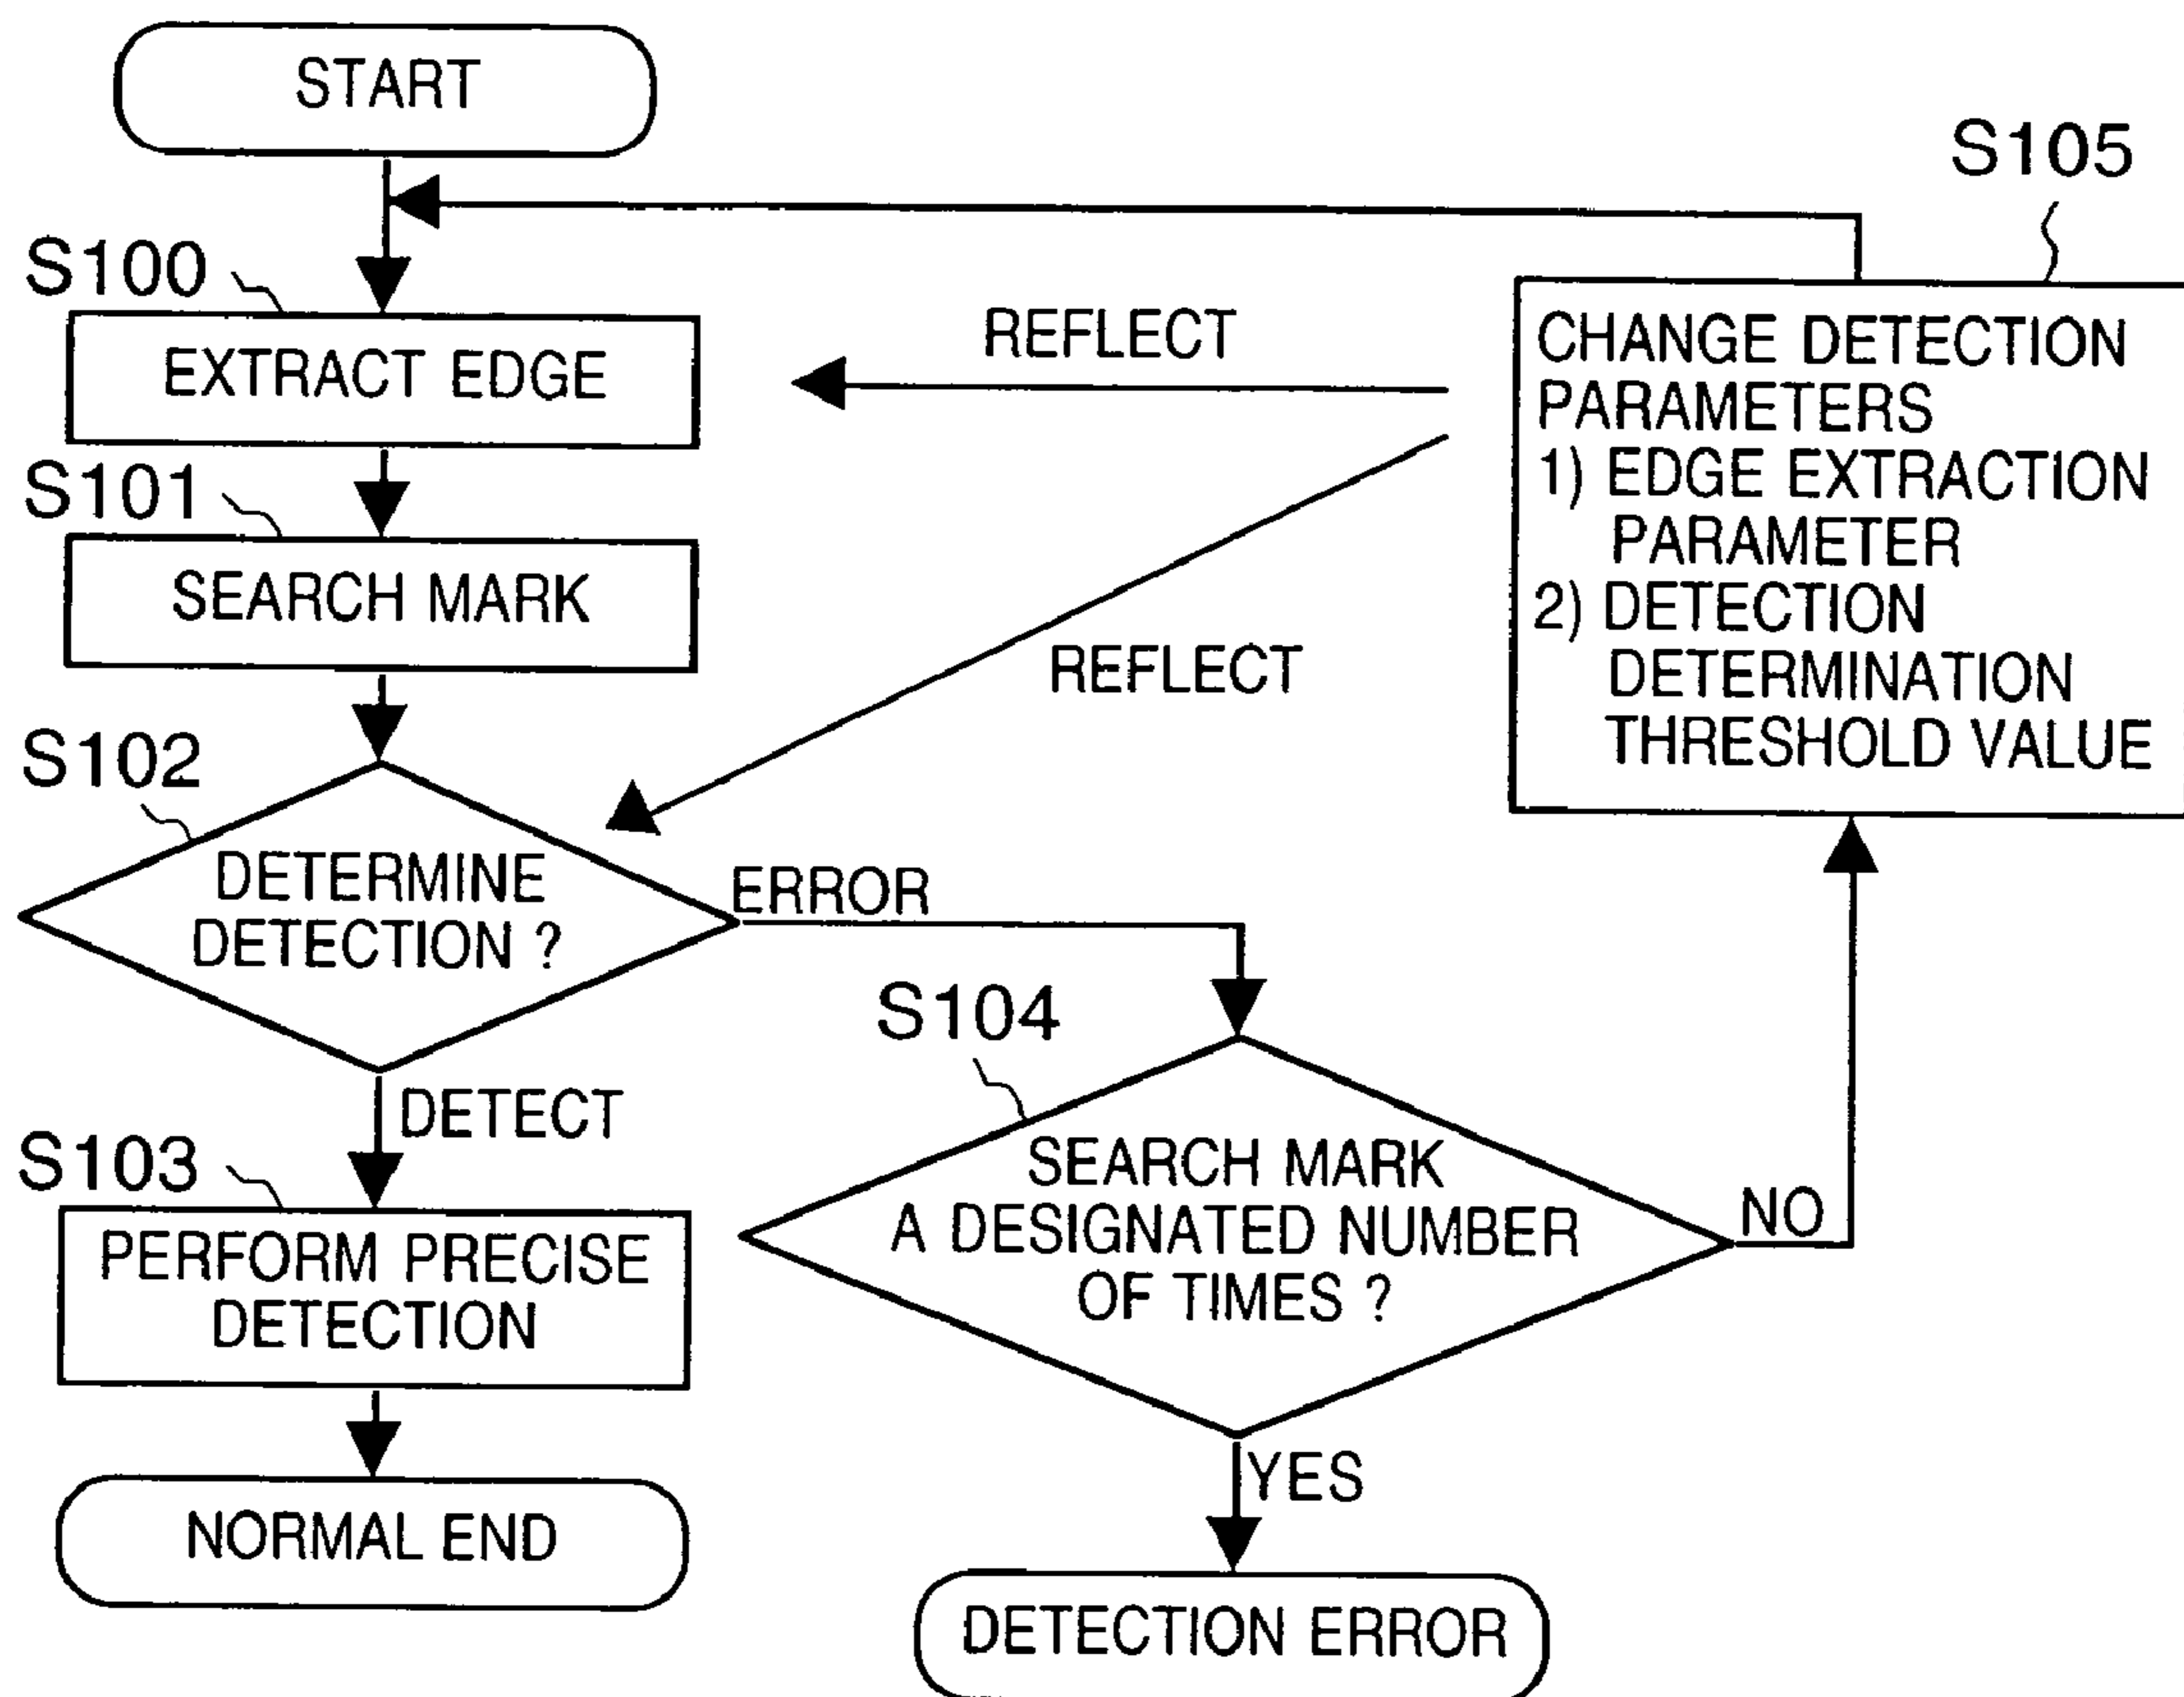 START
S105
S100
EXTRACT EDGE
REFLECT
CHANGE DETECTION
PARAMETERS
1) EDGE EXTRACTION
PARAMETER
2) DETECTION
DETERMINATION
THRESHOLD VALUE
S101
SEARCH MARK
REFLECT
S102
DETERMINE
DETECTION ?
ERROR
DETECT
S104
SEARCH MARK
A DESIGNATED NUMBER
OF TIMES ?
NO
YES
S103
PERFORM PRECISE
DETECTION
NORMAL END
DETECTION ERROR